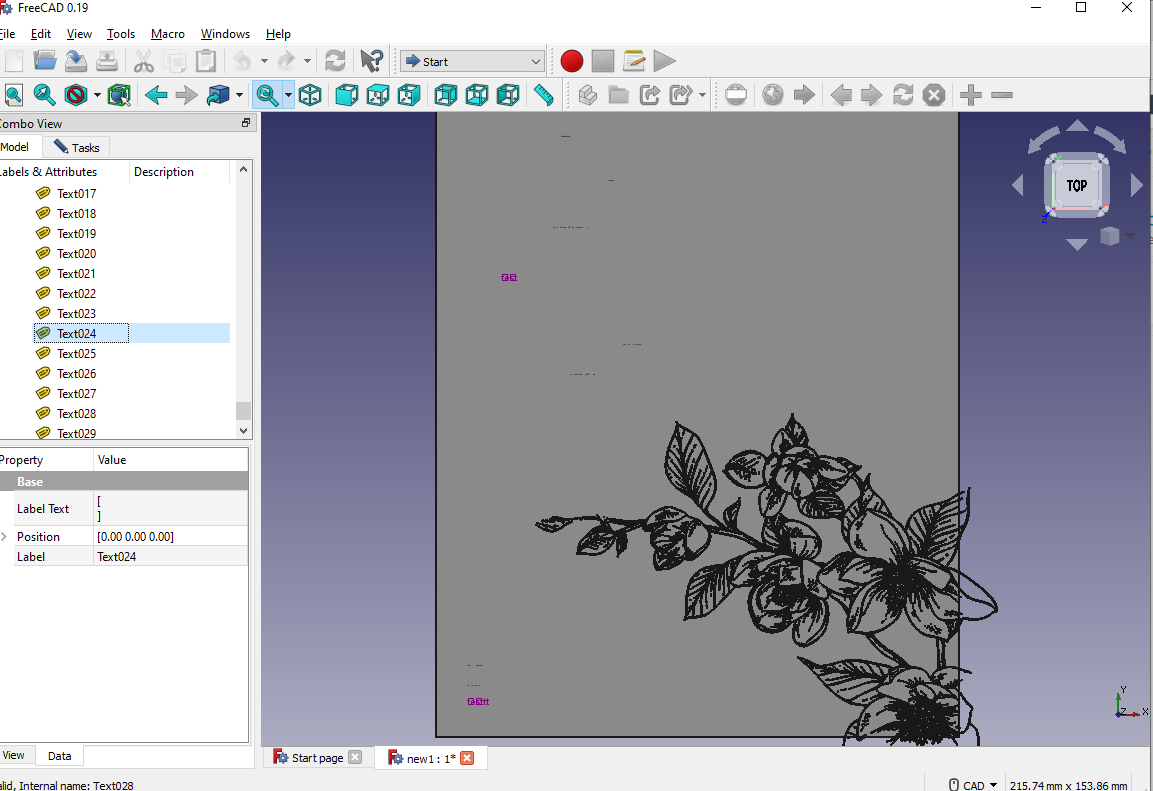 FreeCAD 0.19
File Edit View Tools Macro Windows Help
Start
Combo View
Model Tasks
Labels & Attributes Description
Text017
Text018
Text019
Text020
Text021
Text022
Text023
Text024
Text025
Text026
Text027
Text028
Text029
Property Value
Base
Label Text [
]
Position [0.00 0.00 0.00]
Label Text024
View Data
TOP
Z
Y
Z X
Start page
new1 : 1*
Valid, Internal name: Text028
CAD 215.74 mm x 153.86 mm